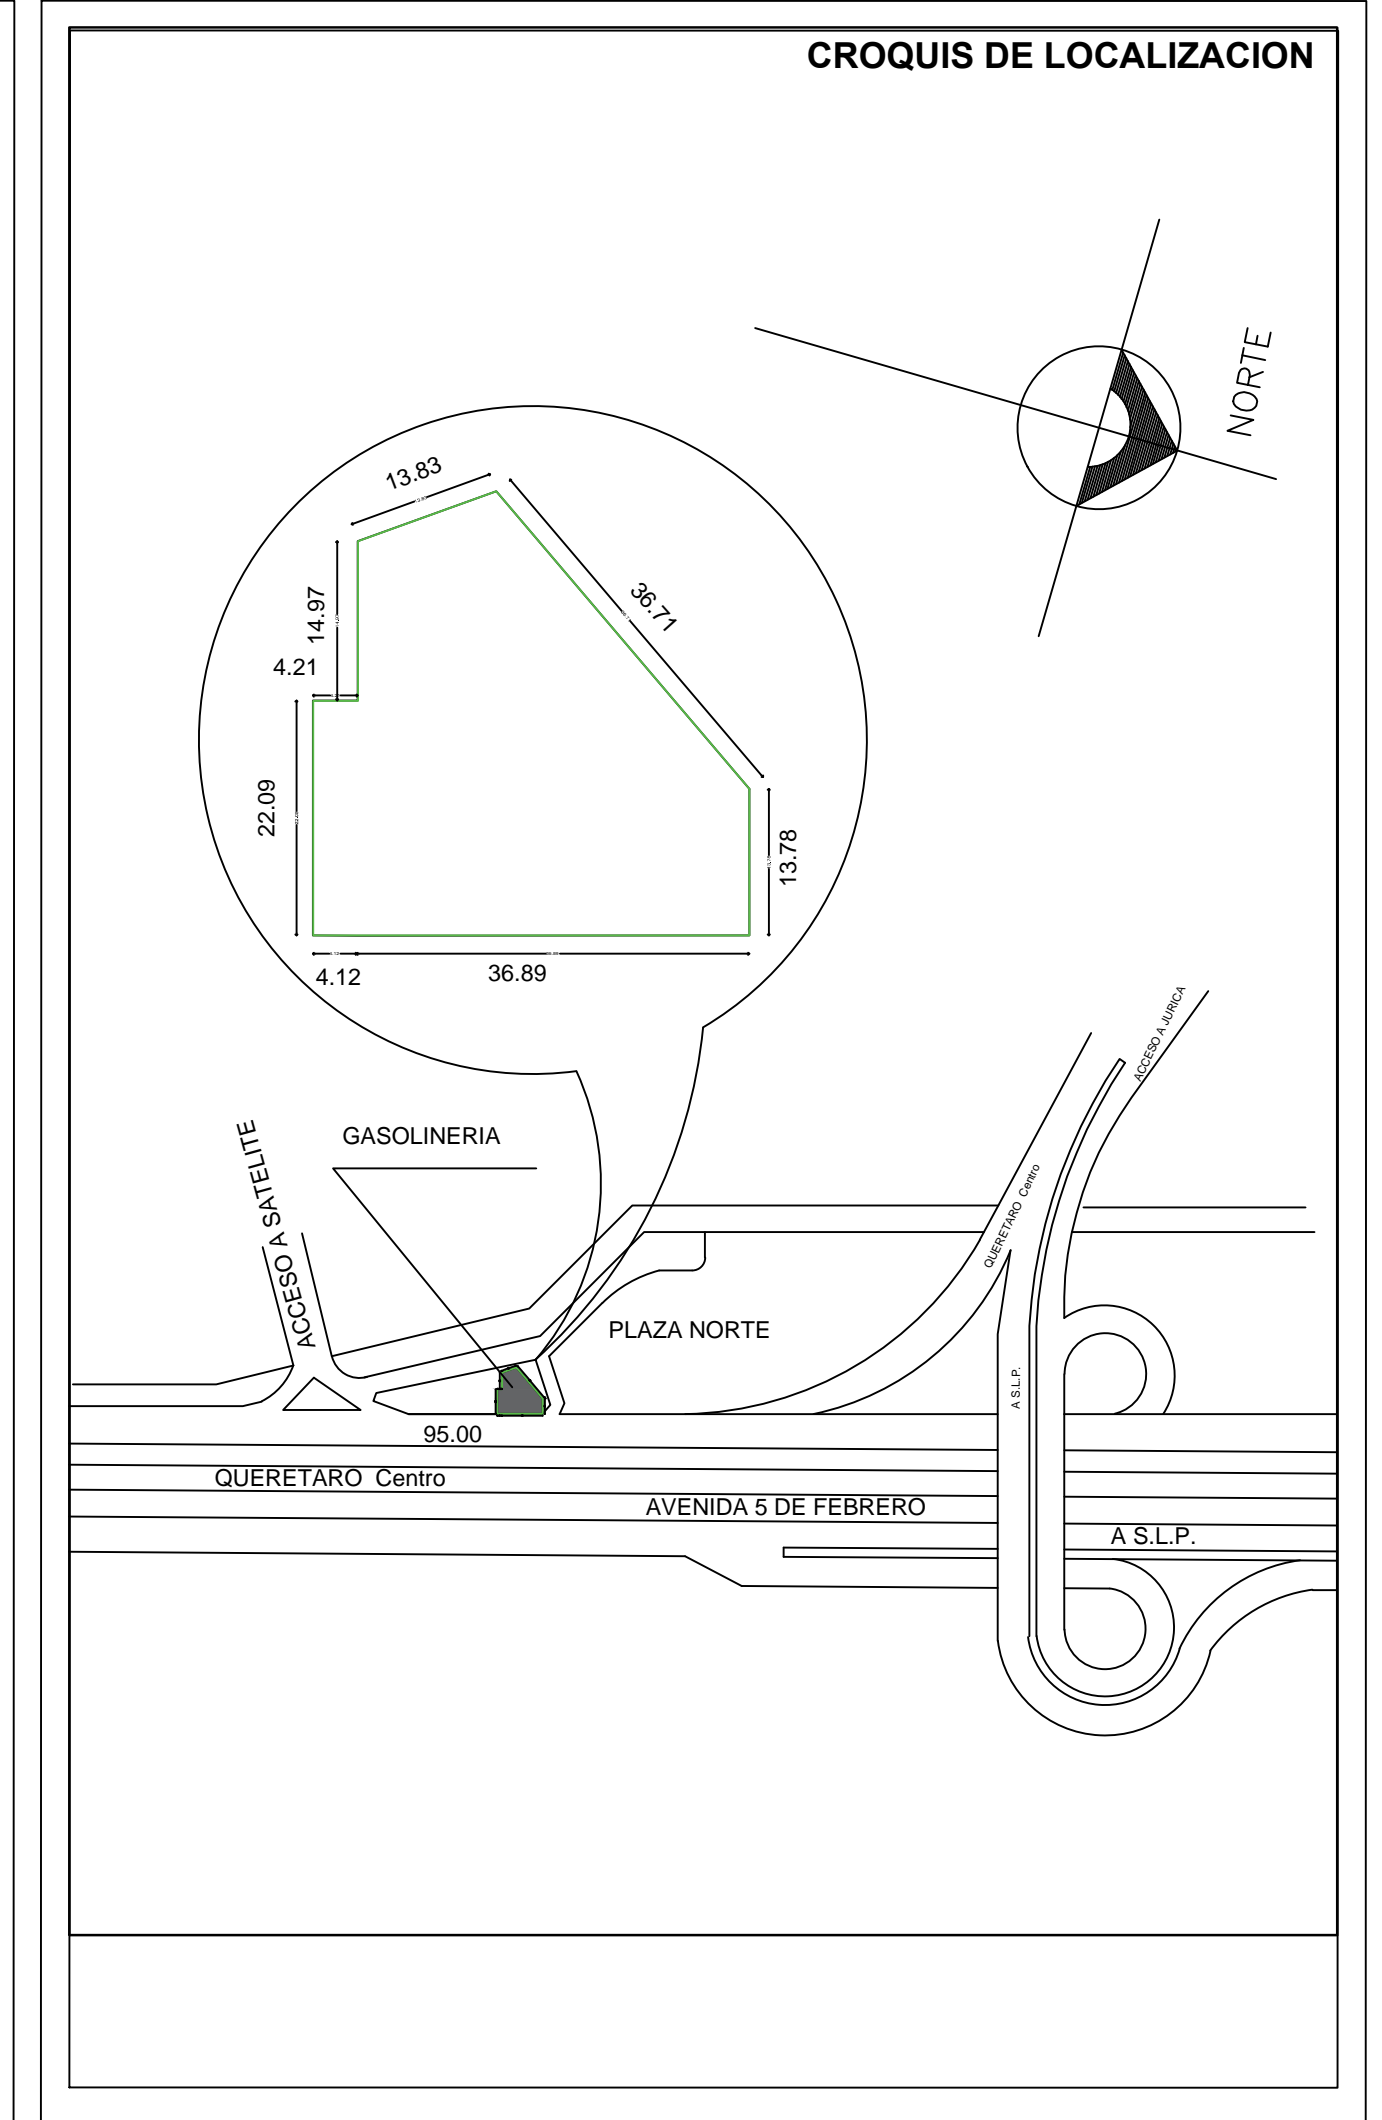 CROQUIS DE LOCALIZACION
NORTE
13.83
36.71
14.97
4.21
22.09
13.78
4.12
36.89
ACCESO A JURICA
GASOLINERIA
ACCESO A SATELITE
QUERETARO Centro
PLAZA NORTE
A S.L.P.
95.00
QUERETARO Centro
AVENIDA 5 DE FEBRERO
A S.L.P.